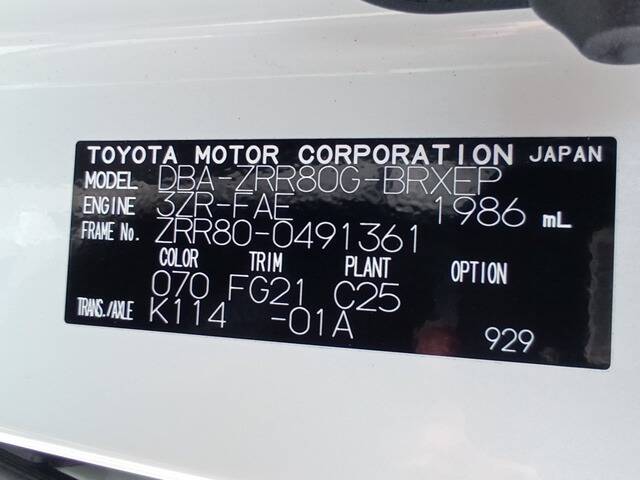 TOYOTA MOTOR CORPORATION JAPAN
MODEL DBA-ZRR80G-BRXEP
ENGINE 3ZR-FAE 1986 mL
FRAME No. ZRR80-0491361
COLOR TRIM PLANT OPTION
070 FG21 C25
TRANS./AXLE K114 -01A
929